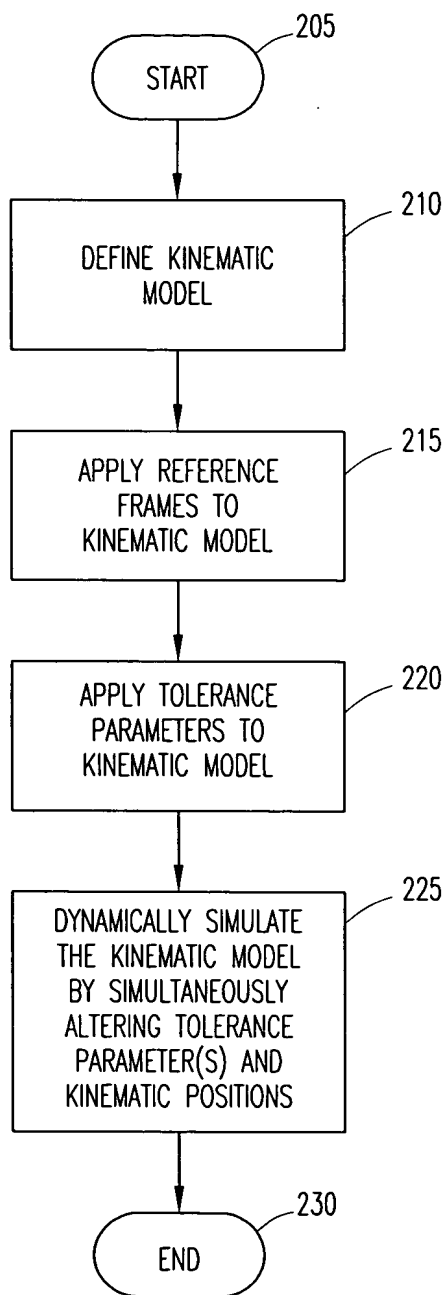 205
START
210
DEFINE KINEMATIC
MODEL
215
APPLY REFERENCE
FRAMES TO
KINEMATIC MODEL
220
APPLY TOLERANCE
PARAMETERS TO
KINEMATIC MODEL
225
DYNAMICALLY SIMULATE
THE KINEMATIC MODEL
BY SIMULTANEOUSLY
ALTERING TOLERANCE
PARAMETER(S) AND
KINEMATIC POSITIONS
230
END